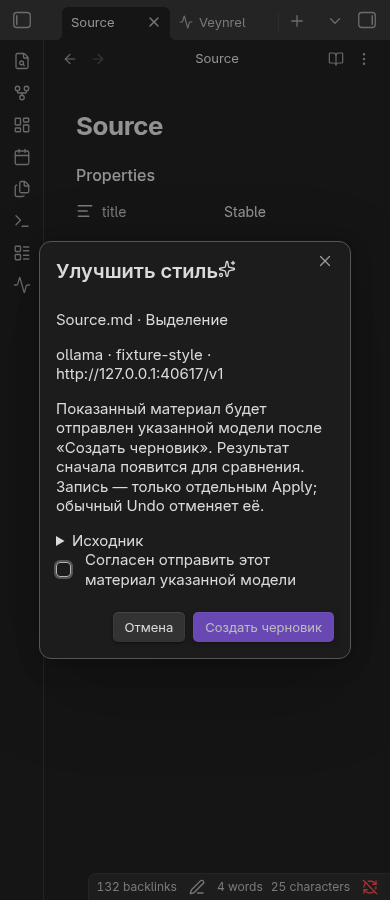 Source
Veynrel
Source
Source
Properties
title
Stable
Улучшить стиль
Source.md · Выделение
ollama · fixture-style ·
http://127.0.0.1:40617/v1
Показанный материал будет
отправлен указанной модели после
«Создать черновик». Результат
сначала появится для сравнения.
Запись — только отдельным Apply;
обычный Undo отменяет её.
Исходник
Согласен отправить этот
материал указанной модели
Отмена
Создать черновик
132 backlinks
4 words
25 characters